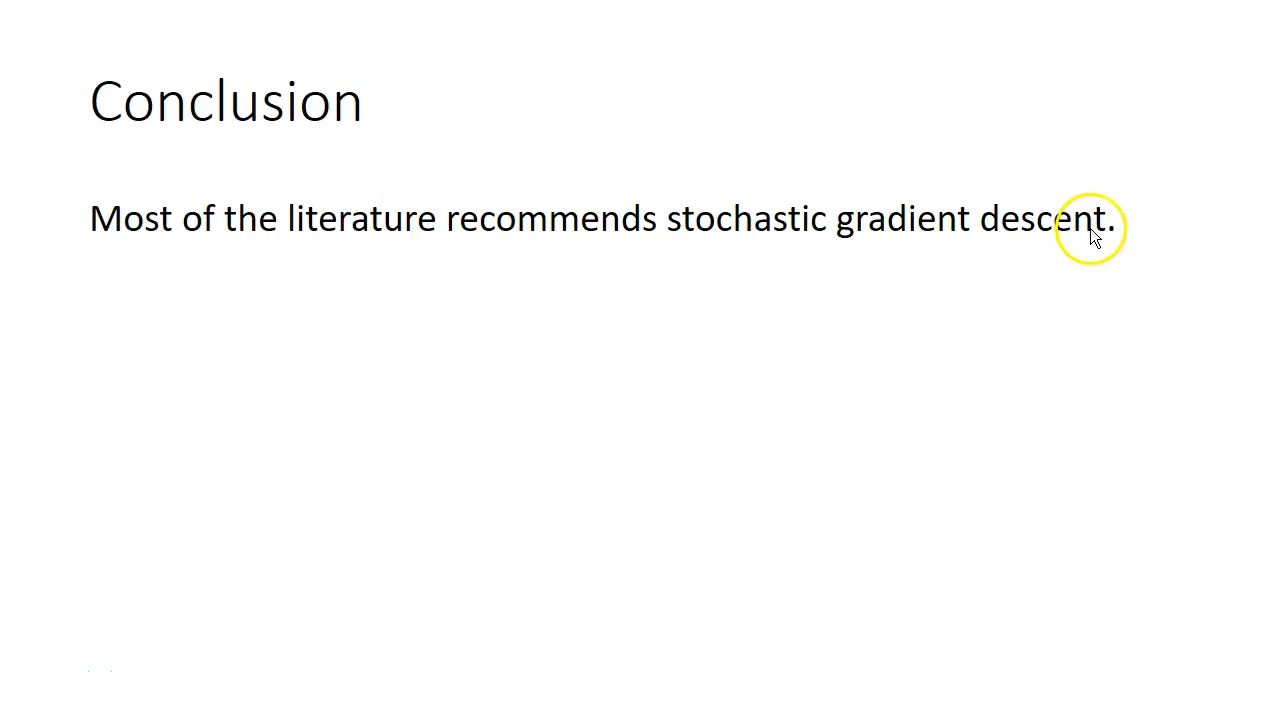 Conclusion
Most of the literature recommends stochastic gradient descent.